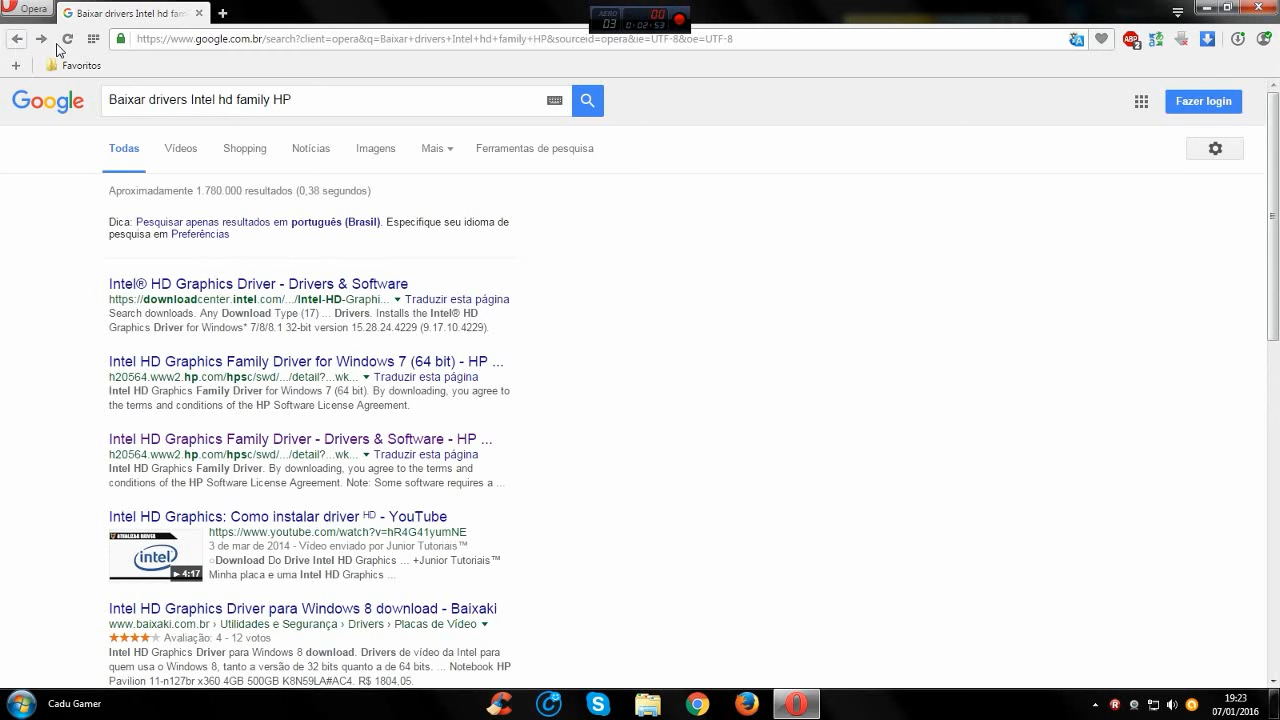 Opera
Baixar drivers Intel hd fam
AERO
03
00
00:02:53
https://www.google.com.br/search?client=opera&q=Baixar+drivers+Intel+hd+family+HP&sourceid=opera&ie=UTF-8&oe=UTF-8
ABP
2
Favoritos
Google
Baixar drivers Intel hd family HP
Fazer login
Todas Vídeos Shopping Notícias Imagens Mais Ferramentas de pesquisa
Aproximadamente 1.780.000 resultados (0,38 segundos)
Dica: Pesquisar apenas resultados em português (Brasil). Especifique seu idioma de
pesquisa em Preferências
Intel® HD Graphics Driver - Drivers & Software
https://downloadcenter.intel.com/.../Intel-HD-Graphi... Traduzir esta página
Search downloads. Any Download Type (17) ... Drivers. Installs the Intel® HD
Graphics Driver for Windows* 7/8/8.1 32-bit version 15.28.24.4229 (9.17.10.4229).
Intel HD Graphics Family Driver for Windows 7 (64 bit) - HP ...
h20564.www2.hp.com/hpsc/swd/.../detail?...wk... Traduzir esta página
Intel HD Graphics Family Driver for Windows 7 (64 bit). By downloading, you agree to
the terms and conditions of the HP Software License Agreement.
Intel HD Graphics Family Driver - Drivers & Software - HP ...
h20564.www2.hp.com/hpsc/swd/.../detail?...wk... Traduzir esta página
Intel HD Graphics Family Driver. By downloading, you agree to the terms and
conditions of the HP Software License Agreement. Note: Some software requires a ...
Intel HD Graphics: Como instalar driver HD - YouTube
https://www.youtube.com/watch?v=hR4G41yumNE
3 de mar de 2014 - Vídeo enviado por Junior Tutoriais™
○Download Do Drive Intel HD Graphics ... +Junior Tutoriais™
Minha placa e uma Intel HD Graphics ...
ATUALIZAR DRIVER
intel
4:17
Intel HD Graphics Driver para Windows 8 download - Baixaki
www.baixaki.com.br › Utilidades e Segurança › Drivers › Placas de Vídeo
Avaliação: 4 - 12 votos
Intel HD Graphics Driver para Windows 8 download. Drivers de vídeo da Intel para
quem usa o Windows 8, tanto a versão de 32 bits quanto a de 64 bits. ... Notebook HP
Pavilion 11-n127br x360 4GB 500GB K8N59LA#AC4. R$ 1804,05.
Cadu Gamer
19:23
07/01/2016